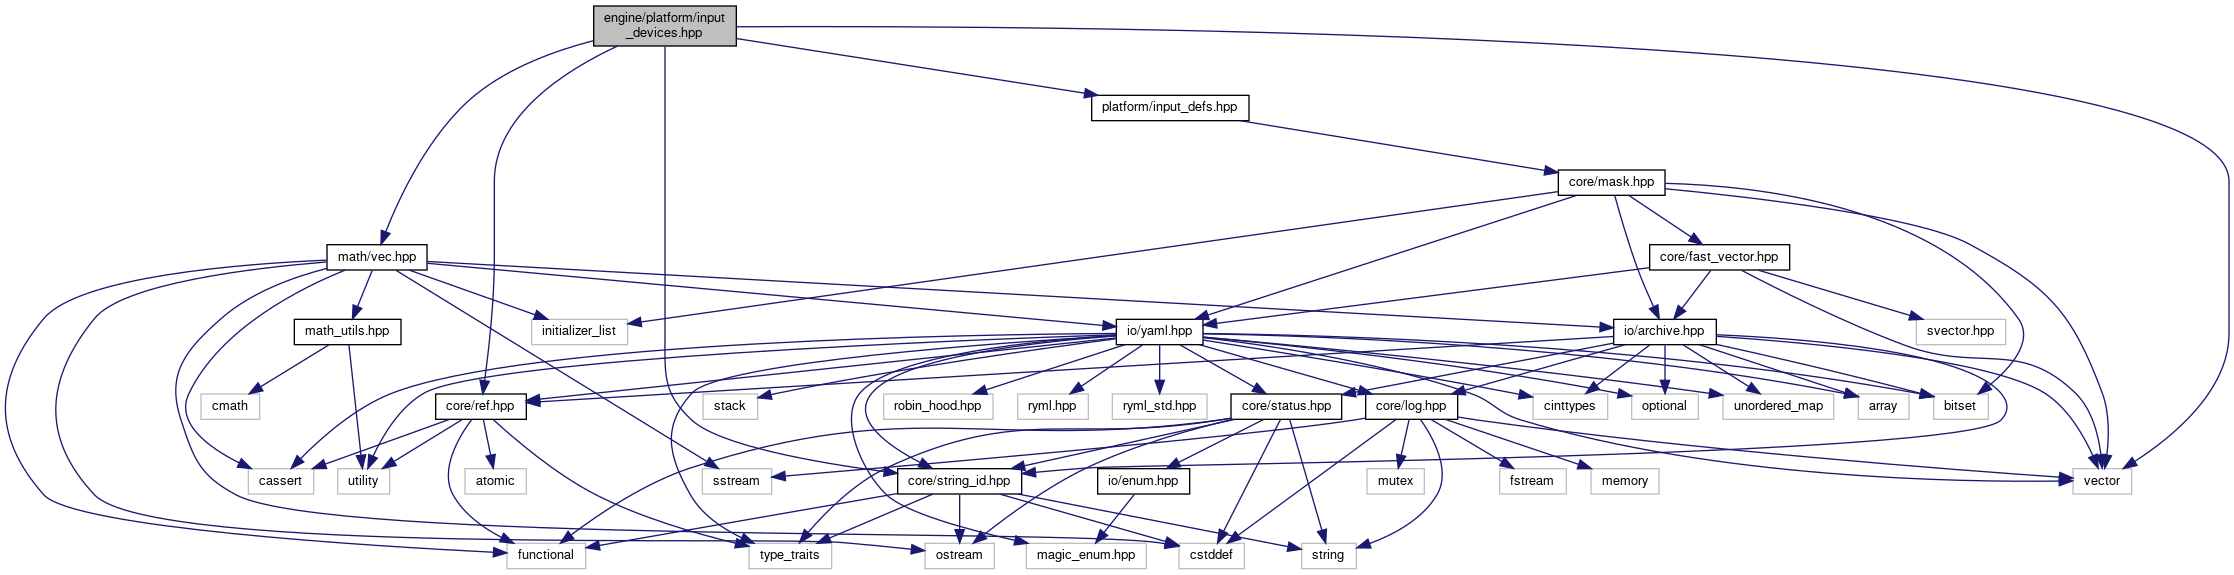 engine/platform/input
_devices.hpp
platform/input_defs.hpp
core/mask.hpp
math/vec.hpp
core/fast_vector.hpp
math_utils.hpp
initializer_list
io/yaml.hpp
io/archive.hpp
svector.hpp
cmath
core/ref.hpp
stack
robin_hood.hpp
ryml.hpp
ryml_std.hpp
core/status.hpp
core/log.hpp
cinttypes
optional
unordered_map
array
bitset
cassert
utility
atomic
sstream
core/string_id.hpp
io/enum.hpp
mutex
fstream
memory
vector
functional
type_traits
ostream
magic_enum.hpp
cstddef
string